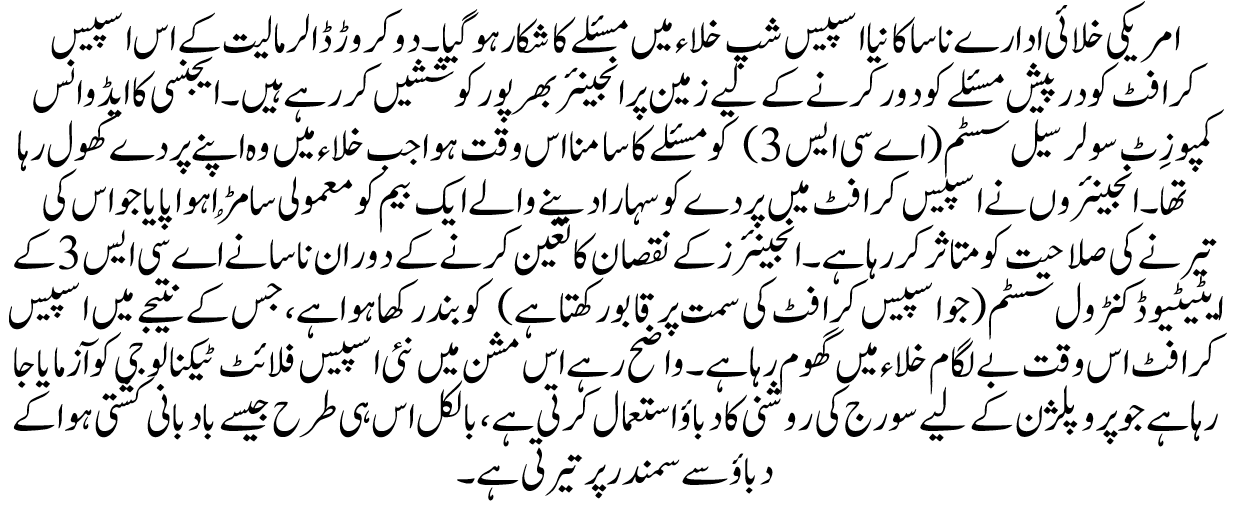 امریکی خلائی ادارے ناسا کا نیا اسپیس شپ خلاء میں مسئلے کا شکار ہو گیا۔ دو کروڑ ڈالر مالیت کے اس اسپیس
کرافٹ کو درپیش مسئلے کو دور کرنے کے لیے زمین پر انجینئر بھرپور کوششیں کر رہے ہیں۔ ایجنسی کا ایڈوانس
کمپوزِٹ سولر سیل سسٹم (اے سی ایس 3) کو مسئلے کا سامنا اس وقت ہوا جب خلاء میں وہ اپنے پردے کھول رہا
تھا۔ انجینئروں نے اسپیس کرافٹ میں پردے کو سہارا دینے والے ایک بیم کو معمولی سا مڑُا ہوا پایا جو اس کی
تیرنے کی صلاحیت کو متاثر کر رہا ہے۔ انجینئرز کے نقصان کا تعین کرنے کے دوران ناسا نے اے سی ایس 3 کے
ایٹیٹیوڈ کنٹرول سسٹم (جو اسپیس کرافٹ کی سمت پر قابو رکھتا ہے) کو بند رکھا ہوا ہے، جس کے نتیجے میں اسپیس
کرافٹ اس وقت بے لگام خلاء میں گھوم رہا ہے۔ واضح رہے اس مشن میں نئی اسپیس فلائٹ ٹیکنالوجی کو آزمایا جا
رہا ہے جو پروپلژن کے لیے سورج کی روشنی کا دباؤ استعمال کرتی ہے، بالکل اس ہی طرح جیسے بادبانی کشتی ہوا کے
دباؤ سے سمندر پر تیرتی ہے۔